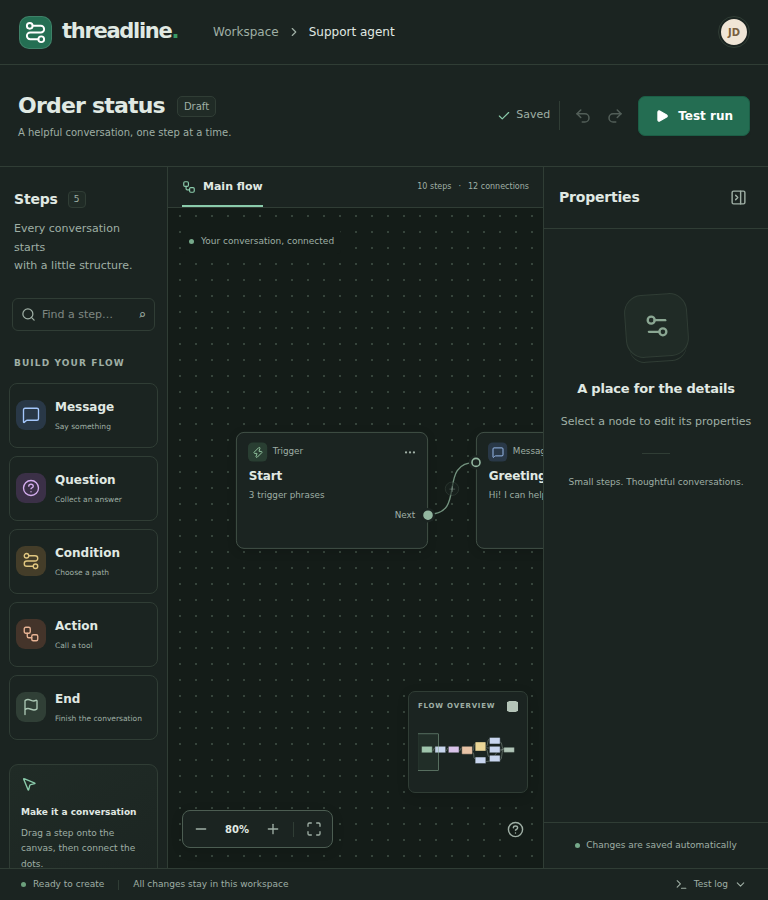 threadline.
Workspace
Support agent
JD
Order status
Draft
A helpful conversation, one step at a time.
Saved
Test run
Steps
5
Every conversation
starts
with a little structure.
Find a step...
BUILD YOUR FLOW
Message
Say something
Question
Collect an answer
Condition
Choose a path
Action
Call a tool
End
Finish the conversation
Make it a conversation
Drag a step onto the
canvas, then connect the
dots.
Main flow
10 steps · 12 connections
Your conversation, connected
Trigger
Start
3 trigger phrases
Next
Messag
Greeting
Hi! I can help
FLOW OVERVIEW
80%
Properties
A place for the details
Select a node to edit its properties
Small steps. Thoughtful conversations.
Changes are saved automatically
Ready to create
All changes stay in this workspace
Test log